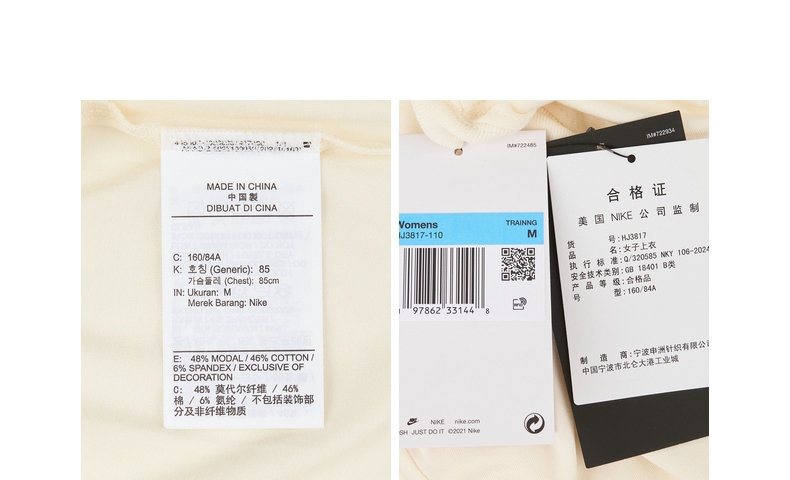 MADE IN CHINA
中国製
DIBUAT DI CINA
C: 160/84A
K: 호칭 (Generic): 85
가슴둘레 (Chest): 85cm
IN: Ukuran: M
Merek Barang: Nike
E: 48% MODAL / 46% COTTON /
6% SPANDEX / EXCLUSIVE OF
DECORATION
C: 48% 莫代尔纤维 / 46%
棉 / 6% 氨纶 / 不包括装饰部
分及非纤维物质
IM#722485
Womens
HJ3817-110
TRAINNG
M
1 97862 33144 8
NIKE nike.com
JUST DO IT ©2021 Nike
IM#722934
合格证
美国 NIKE 公司监制
货号:HJ3817
品名:女子上衣
执行标准:Q/320585 NKY 106-2024
安全技术类别:GB 18401 B类
产品等级:合格品
号型:160/84A
制造商:宁波申洲针织有限公
中国宁波市北仑大港工业城